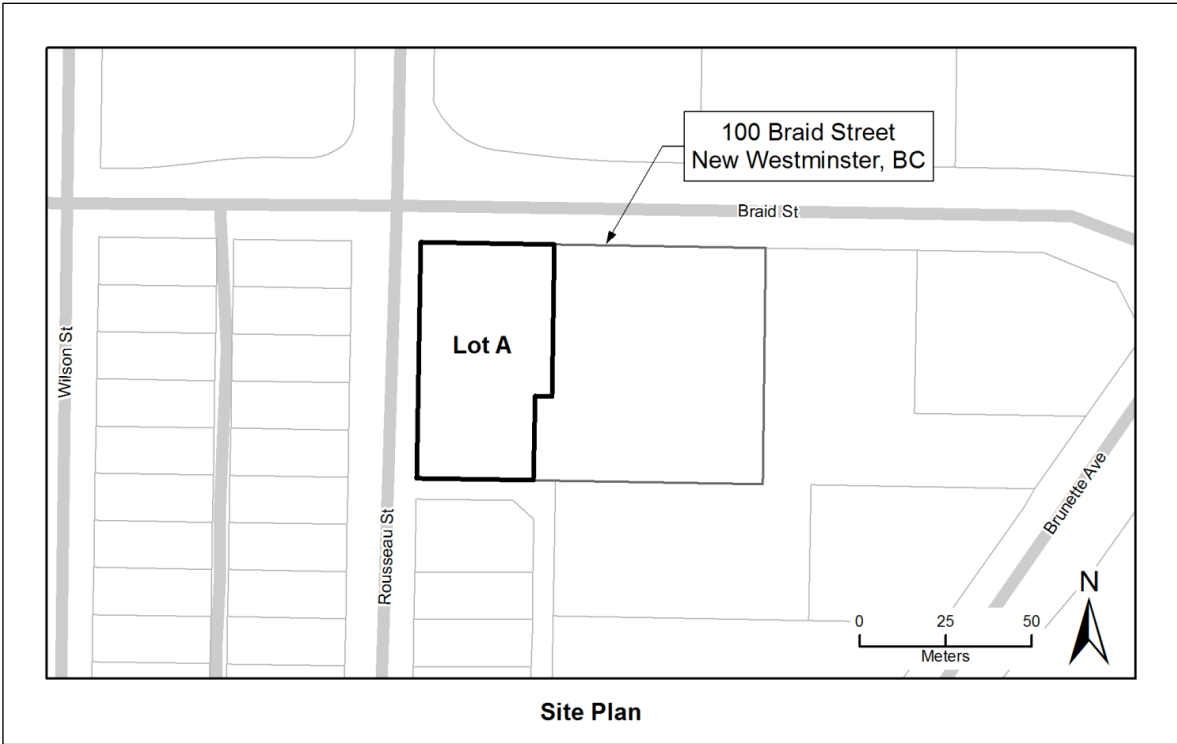 100 Braid Street
New Westminster, BC
Braid St
Lot A
Wilson St
Rousseau St
Brunette Ave
N
0 25 50
Meters
Site Plan